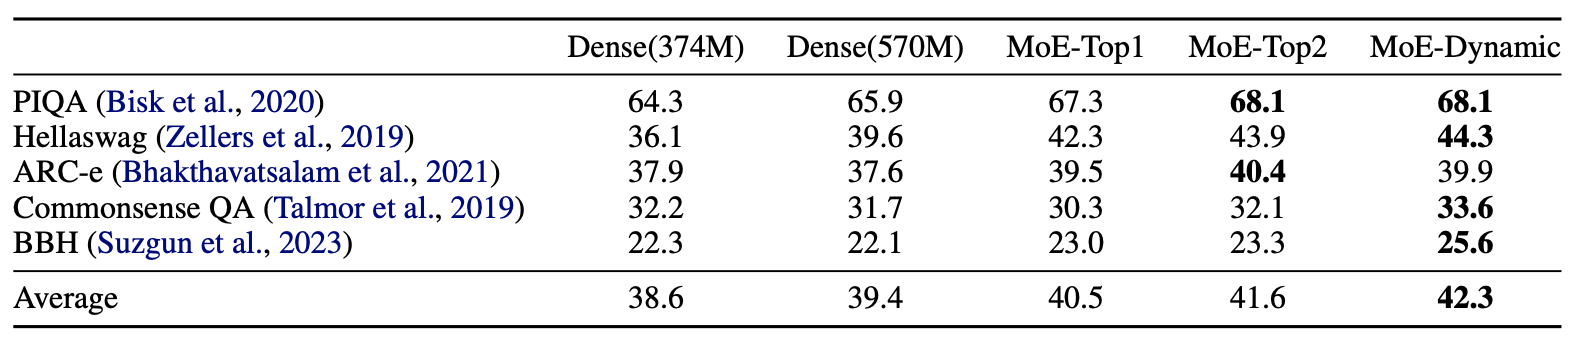 Dense(374M) Dense(570M) MoE-Top1 MoE-Top2 MoE-Dynamic
PIQA (Bisk et al., 2020) 64.3 65.9 67.3 68.1 68.1
Hellaswag (Zellers et al., 2019) 36.1 39.6 42.3 43.9 44.3
ARC-e (Bhakthavatsalam et al., 2021) 37.9 37.6 39.5 40.4 39.9
Commonsense QA (Talmor et al., 2019) 32.2 31.7 30.3 32.1 33.6
BBH (Suzgun et al., 2023) 22.3 22.1 23.0 23.3 25.6
Average 38.6 39.4 40.5 41.6 42.3